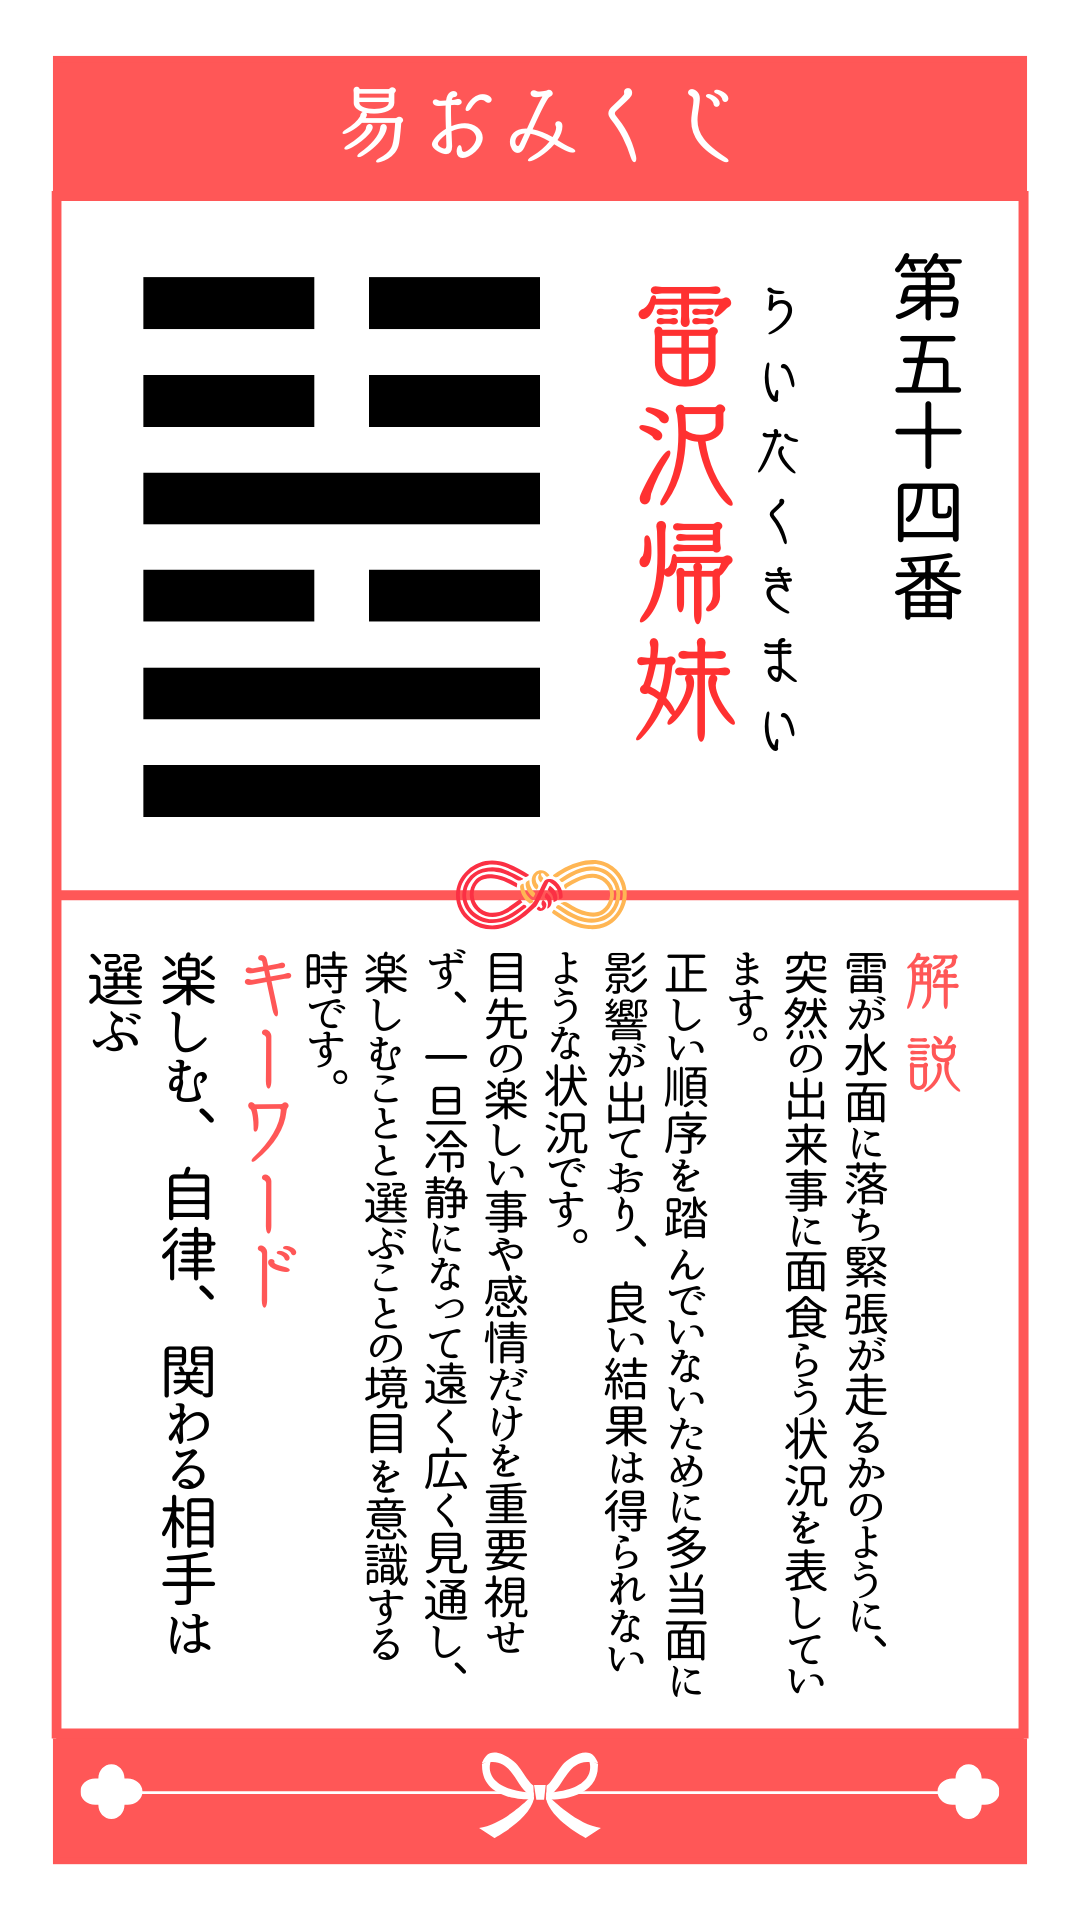 易おみくじ
第五十四番
らいたくきまい
雷沢帰妹
解説
雷が水面に落ち緊張が走るかのように、
突然の出来事に面食らう状況を表してい
ます。
正しい順序を踏んでいないために多当面に
影響が出ており、良い結果は得られない
ような状況です。
目先の楽しい事や感情だけを重要視せ
ず、一旦冷静になって遠く広く見通し、
楽しむことと選ぶことの境目を意識する
時です。
キーワード
楽しむ、自律、関わる相手は
選ぶ